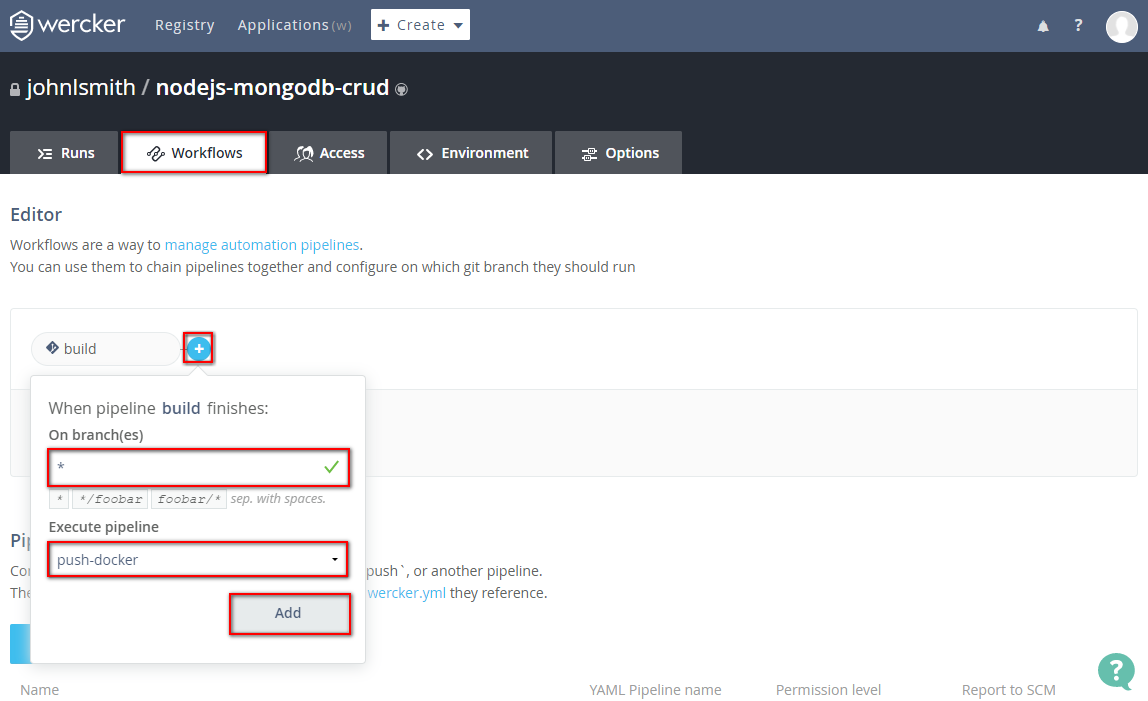 wercker Registry Applications (w) + Create
?
johnlsmith / nodejs-mongodb-crud
Runs Workflows Access Environment Options
Editor
Workflows are a way to manage automation pipelines.
You can use them to chain pipelines together and configure on which git branch they should run
build +
When pipeline build finishes:
On branch(es)
*
* */foobar foobar/* sep. with spaces.
Execute pipeline
push-docker
push`, or another pipeline.
wercker.yml they reference.
Add
?
Name YAML Pipeline name Permission level Report to SCM